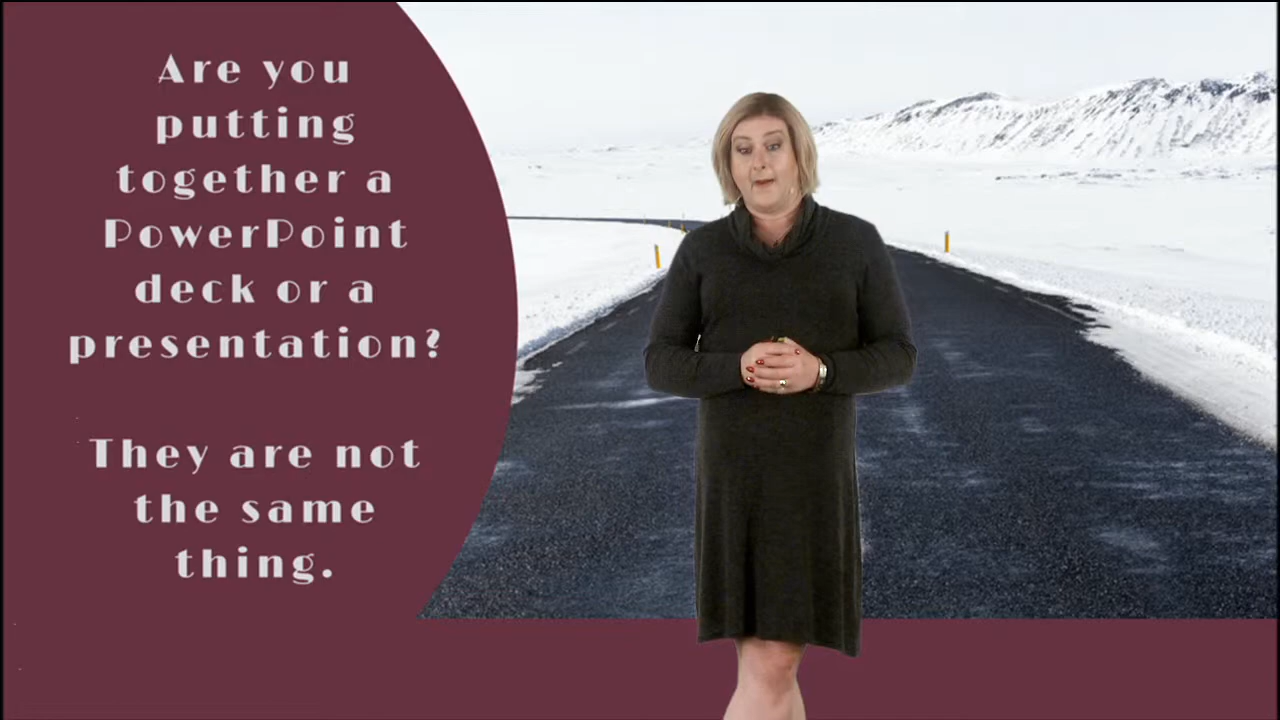 Are you
putting
together a
PowerPoint
deck or a
presentation?
They are not
the same
thing.